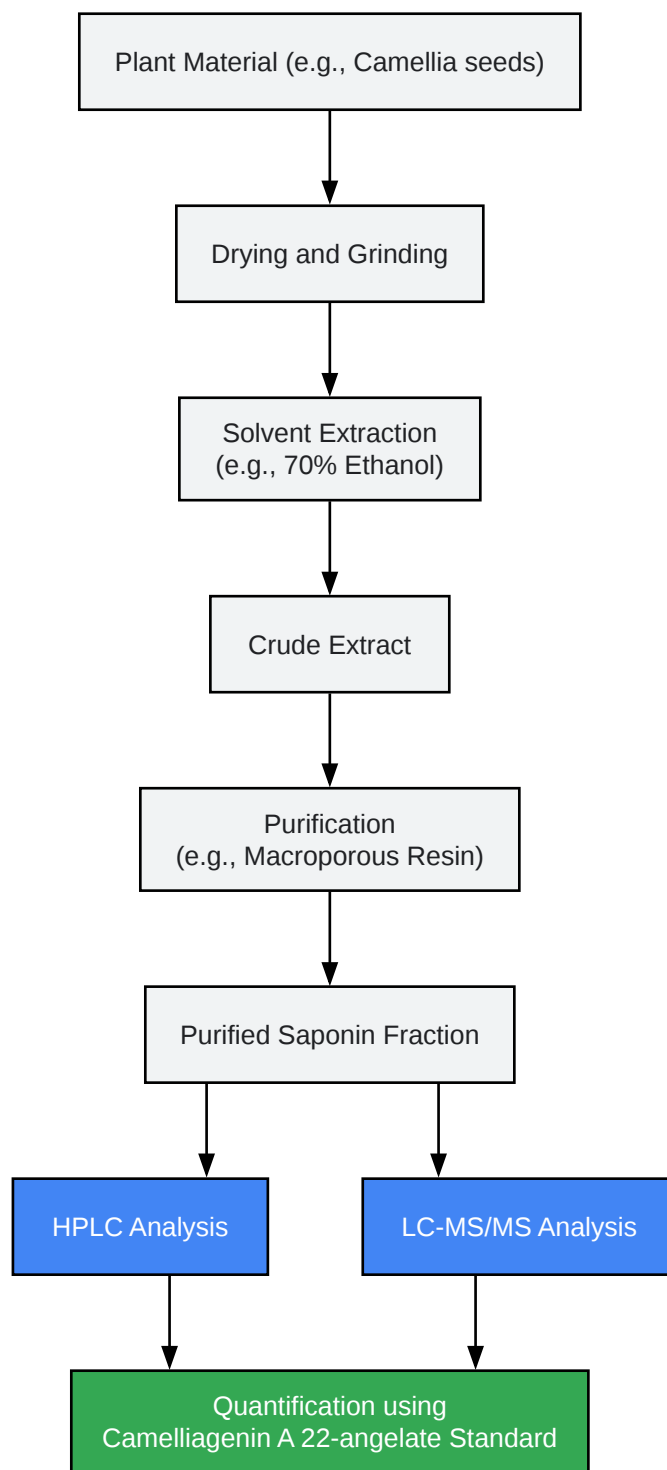 Plant Material (e.g., Camellia seeds)
Drying and Grinding
Solvent Extraction
(e.g., 70% Ethanol)
Crude Extract
Purification
(e.g., Macroporous Resin)
Purified Saponin Fraction
HPLC Analysis
LC-MS/MS Analysis
Quantification using
Camelliagenin A 22-angelate Standard